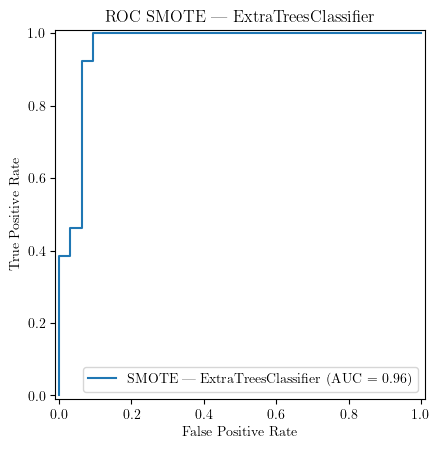 ROC SMOTE — ExtraTreesClassifier
1.0
0.8
0.6
0.4
0.2
0.0
True Positive Rate
SMOTE — ExtraTreesClassifier (AUC = 0.96)
0.0 0.2 0.4 0.6 0.8 1.0
False Positive Rate